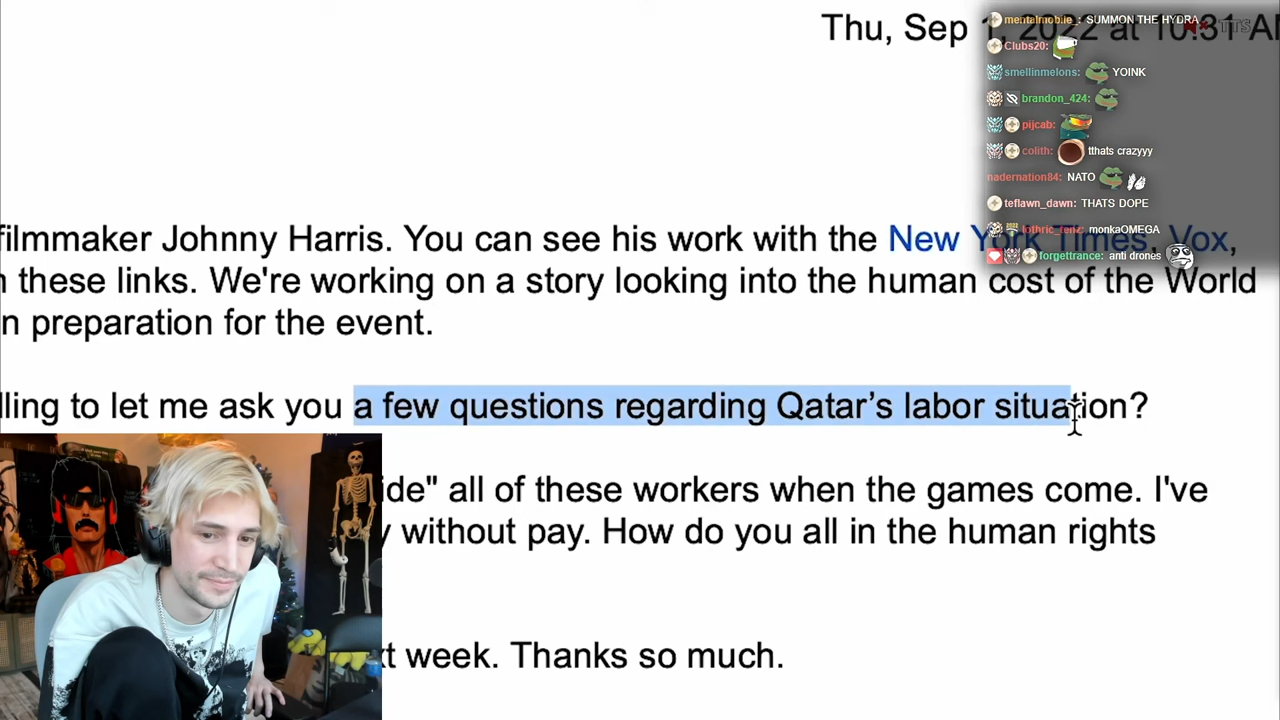 Thu, Sep 1, 2022 at 10:31 A
filmmaker Johnny Harris. You can see his work with the New York Times, Vox,
these links. We're working on a story looking into the human cost of the World
n preparation for the event.
lling to let me ask you a few questions regarding Qatar’s labor situation?
ide" all of these workers when the games come. I've
y without pay. How do you all in the human rights
xt week. Thanks so much.
mentalmobile_: SUMMON THE HYDRA
TTS
Clubs20:
smellinmelons: YOINK
brandon_424:
pijcab:
colith: tthats crazyyy
nadernation84: NATO
teflawn_dawn: THATS DOPE
monkaOMEGA
forgettrance: anti drones